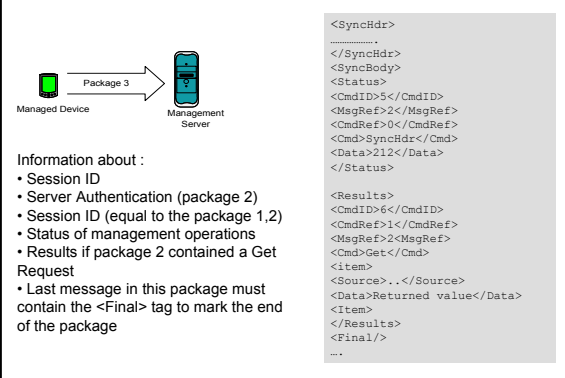 Package 3
Managed Device
Management
Server
Information about :
• Session ID
• Server Authentication (package 2)
• Session ID (equal to the package 1,2)
• Status of management operations
• Results if package 2 contained a Get
Request
• Last message in this package must
contain the <Final> tag to mark the end
of the package
<SyncHdr>
………………….
</SyncHdr>
<SyncBody>
<Status>
<CmdID>5</CmdID>
<MsgRef>2</MsgRef>
<CmdRef>0</CmdRef>
<Cmd>SyncHdr</Cmd>
<Data>212</Data>
</Status>
<Results>
<CmdID>6</CmdID>
<CmdRef>1</CmdRef>
<MsgRef>2<MsgRef>
<Cmd>Get</Cmd>
<item>
<Source>..</Source>
<Data>Returned value</Data>
<Item>
</Results>
<Final/>
….